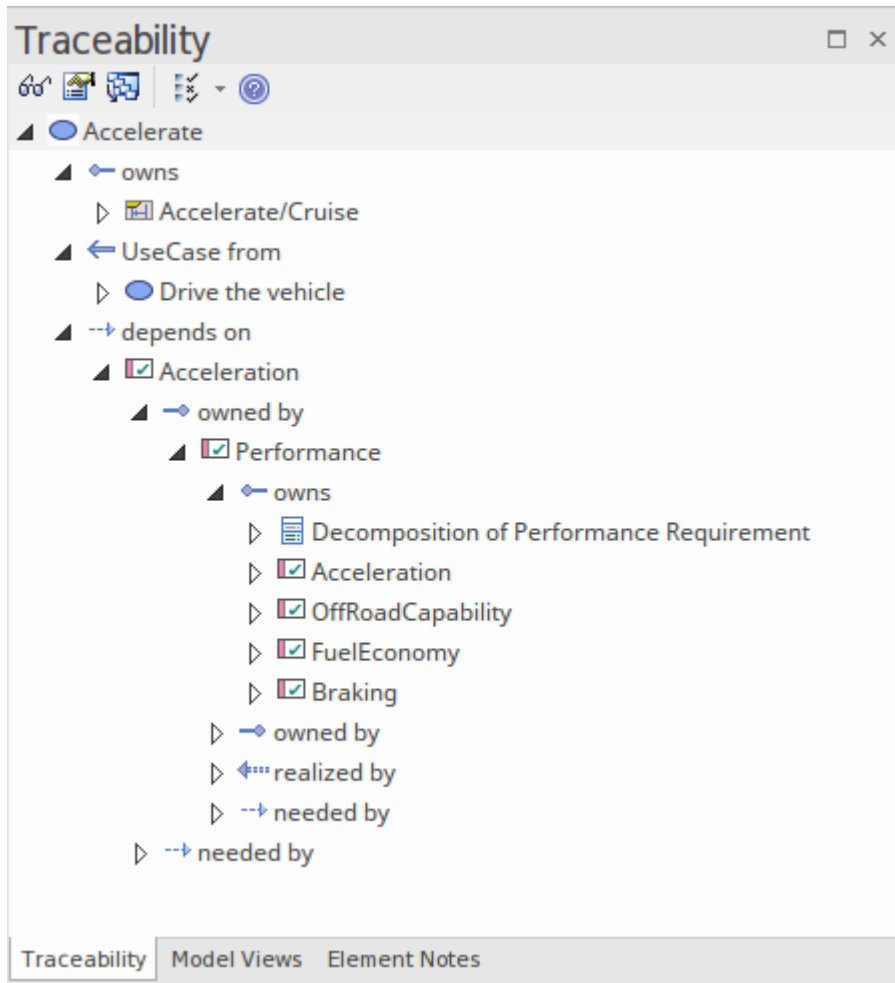 Traceability
Accelerate
owns
Accelerate/Cruise
UseCase from
Drive the vehicle
depends on
Acceleration
owned by
Performance
owns
Decomposition of Performance Requirement
Acceleration
OffRoadCapability
FuelEconomy
Braking
owned by
realized by
needed by
needed by
Traceability Model Views Element Notes